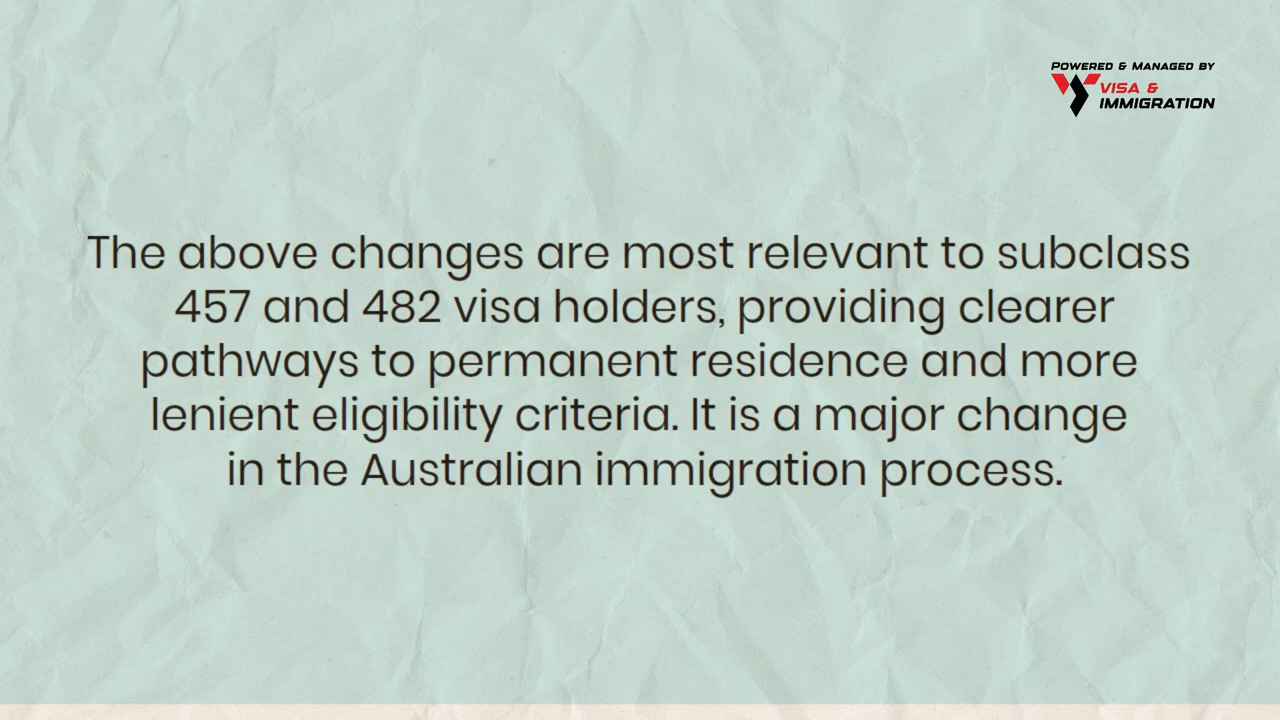 POWERED & MANAGED BY
VISA &
IMMIGRATION
The above changes are most relevant to subclass
457 and 482 visa holders, providing clearer
pathways to permanent residence and more
lenient eligibility criteria. It is a major change
in the Australian immigration process.